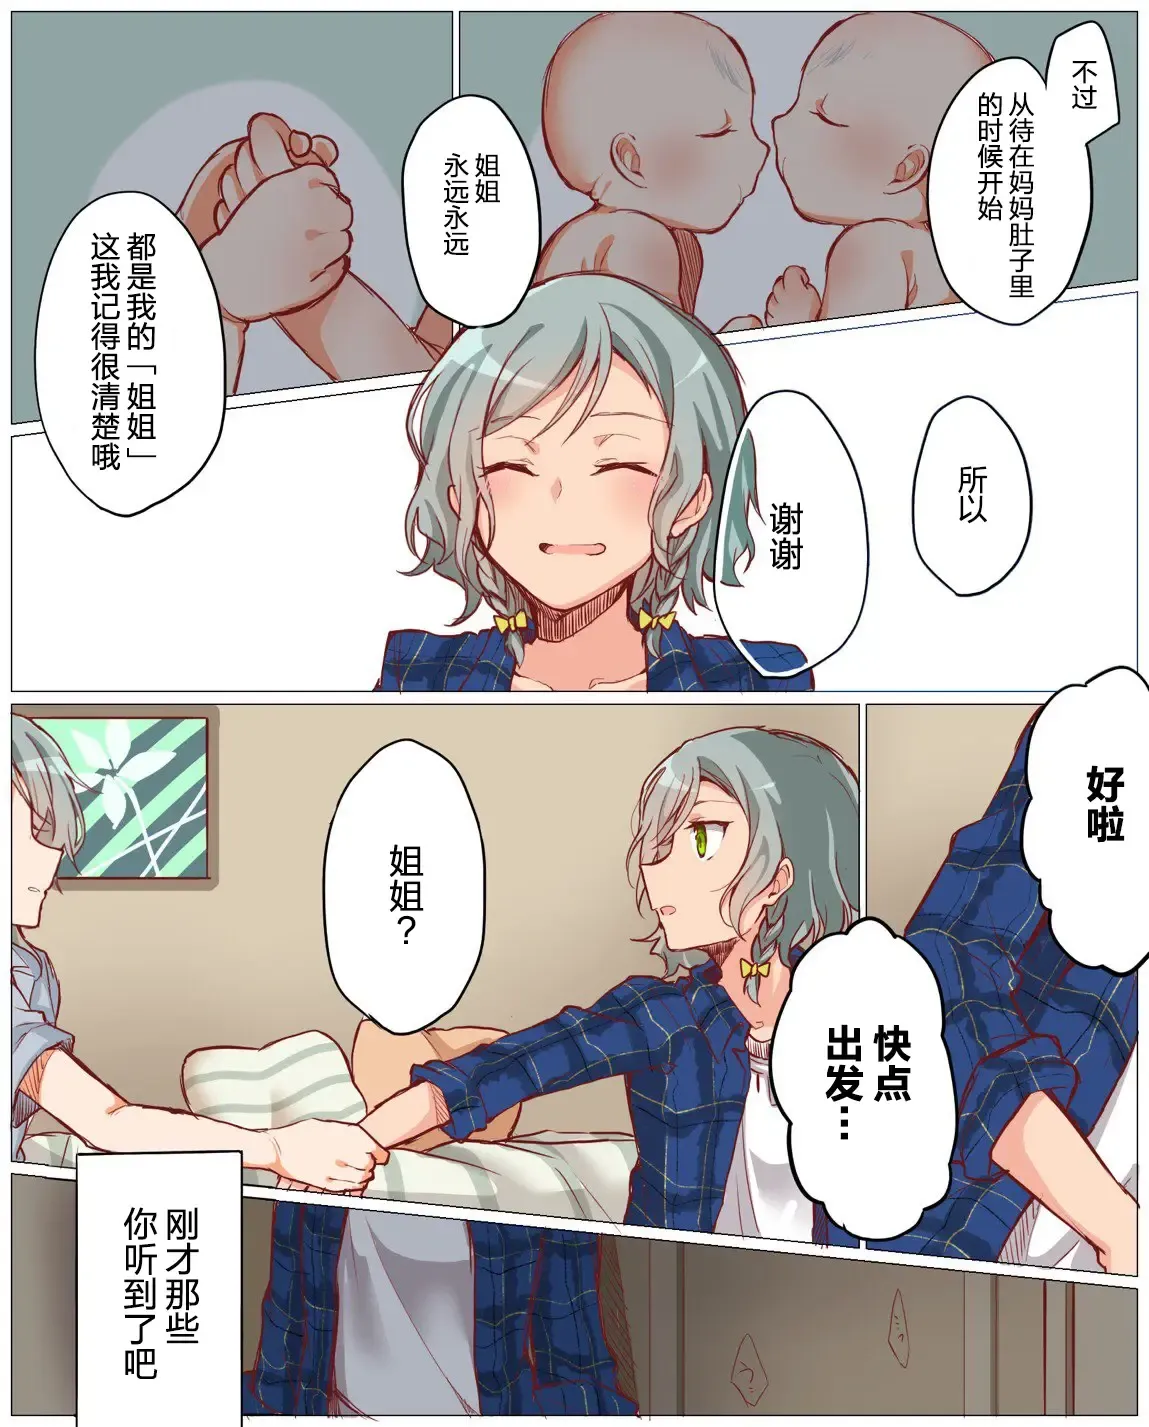 不过
从待在妈妈肚子里
的时候开始
姐姐
永远永远
都是我的「姐姐」
这我记得很清楚哦
所以
谢谢
好啦
快点
出发…
姐姐?
刚才那些
你听到了吧